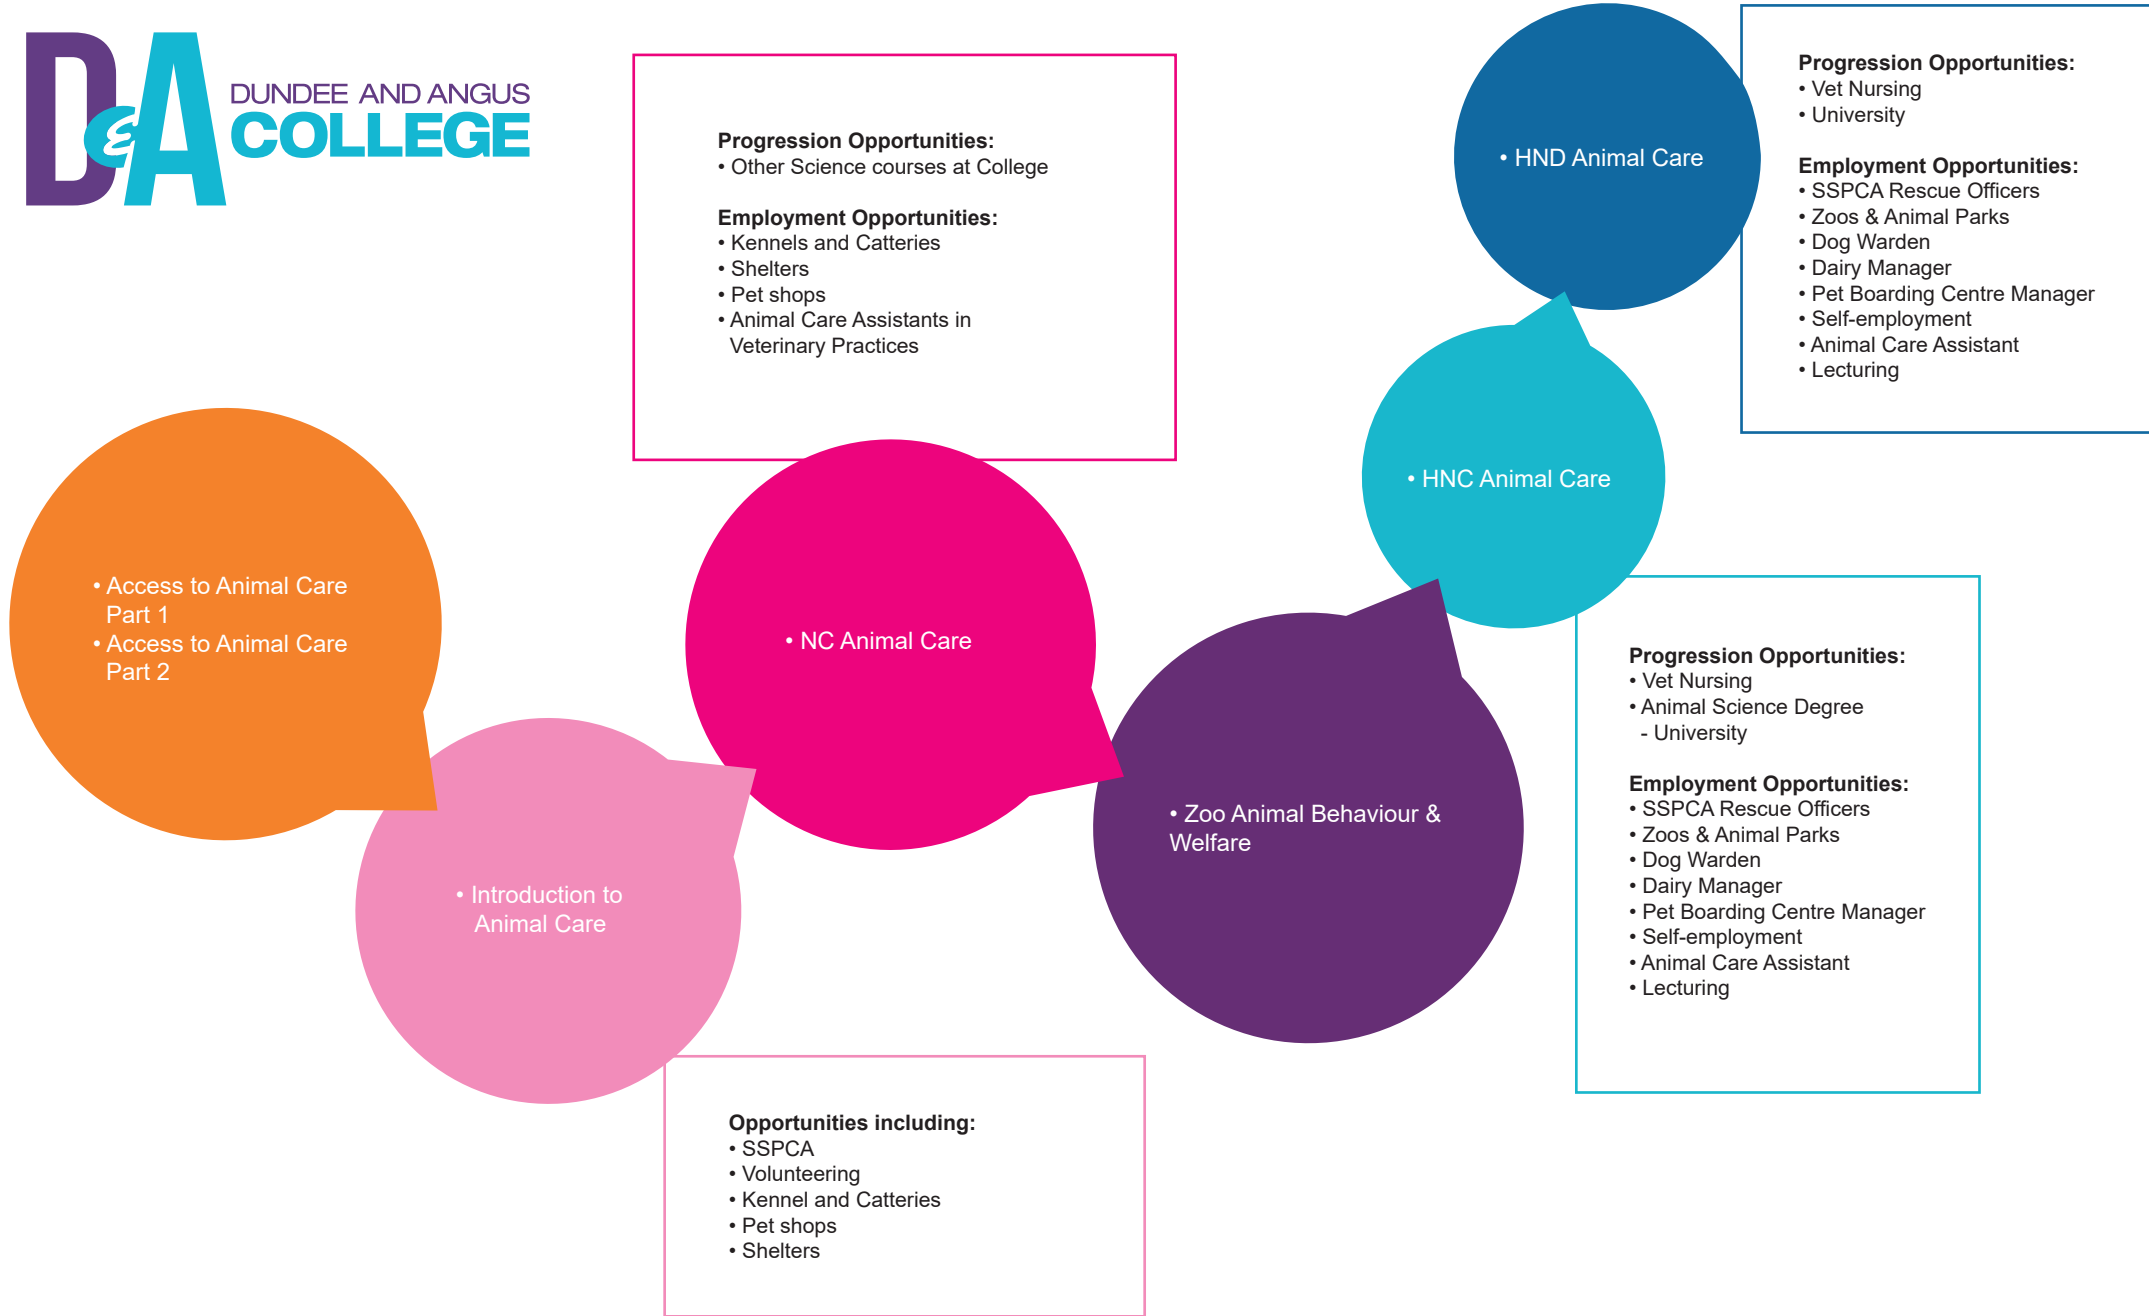 D&A
DUNDEE AND ANGUS
COLLEGE
Progression Opportunities:
• Other Science courses at College
Employment Opportunities:
• Kennels and Catteries
• Shelters
• Pet shops
• Animal Care Assistants in
Veterinary Practices
• HND Animal Care
Progression Opportunities:
• Vet Nursing
• University
Employment Opportunities:
• SSPCA Rescue Officers
• Zoos & Animal Parks
• Dog Warden
• Dairy Manager
• Pet Boarding Centre Manager
• Self-employment
• Animal Care Assistant
• Lecturing
• HNC Animal Care
• Access to Animal Care
Part 1
• Access to Animal Care
Part 2
• NC Animal Care
• Zoo Animal Behaviour &
Welfare
Progression Opportunities:
• Vet Nursing
• Animal Science Degree
- University
Employment Opportunities:
• SSPCA Rescue Officers
• Zoos & Animal Parks
• Dog Warden
• Dairy Manager
• Pet Boarding Centre Manager
• Self-employment
• Animal Care Assistant
• Lecturing
• Introduction to
Animal Care
Opportunities including:
• SSPCA
• Volunteering
• Kennel and Catteries
• Pet shops
• Shelters